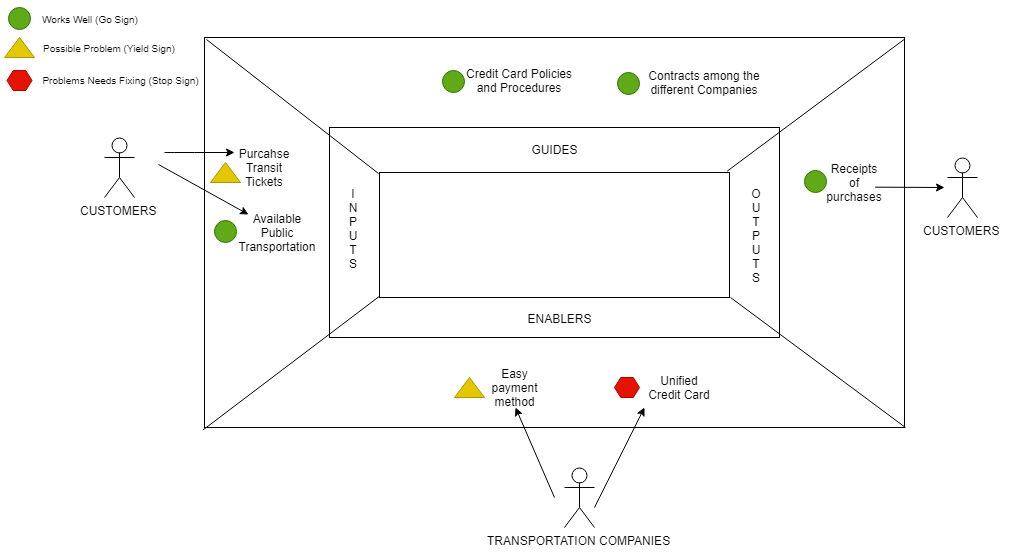 Works Well (Go Sign)
Possible Problem (Yield Sign)
Problems Needs Fixing (Stop Sign)
Credit Card Policies
and Procedures
Contracts among the
different Companies
GUIDES
CUSTOMERS
Purcahse
Transit
Tickets
Available
Public
Transportation
I
N
P
U
T
S
O
U
T
P
U
T
S
Receipts
of
purchases
CUSTOMERS
ENABLERS
Easy
payment
method
Unified
Credit Card
TRANSPORTATION COMPANIES